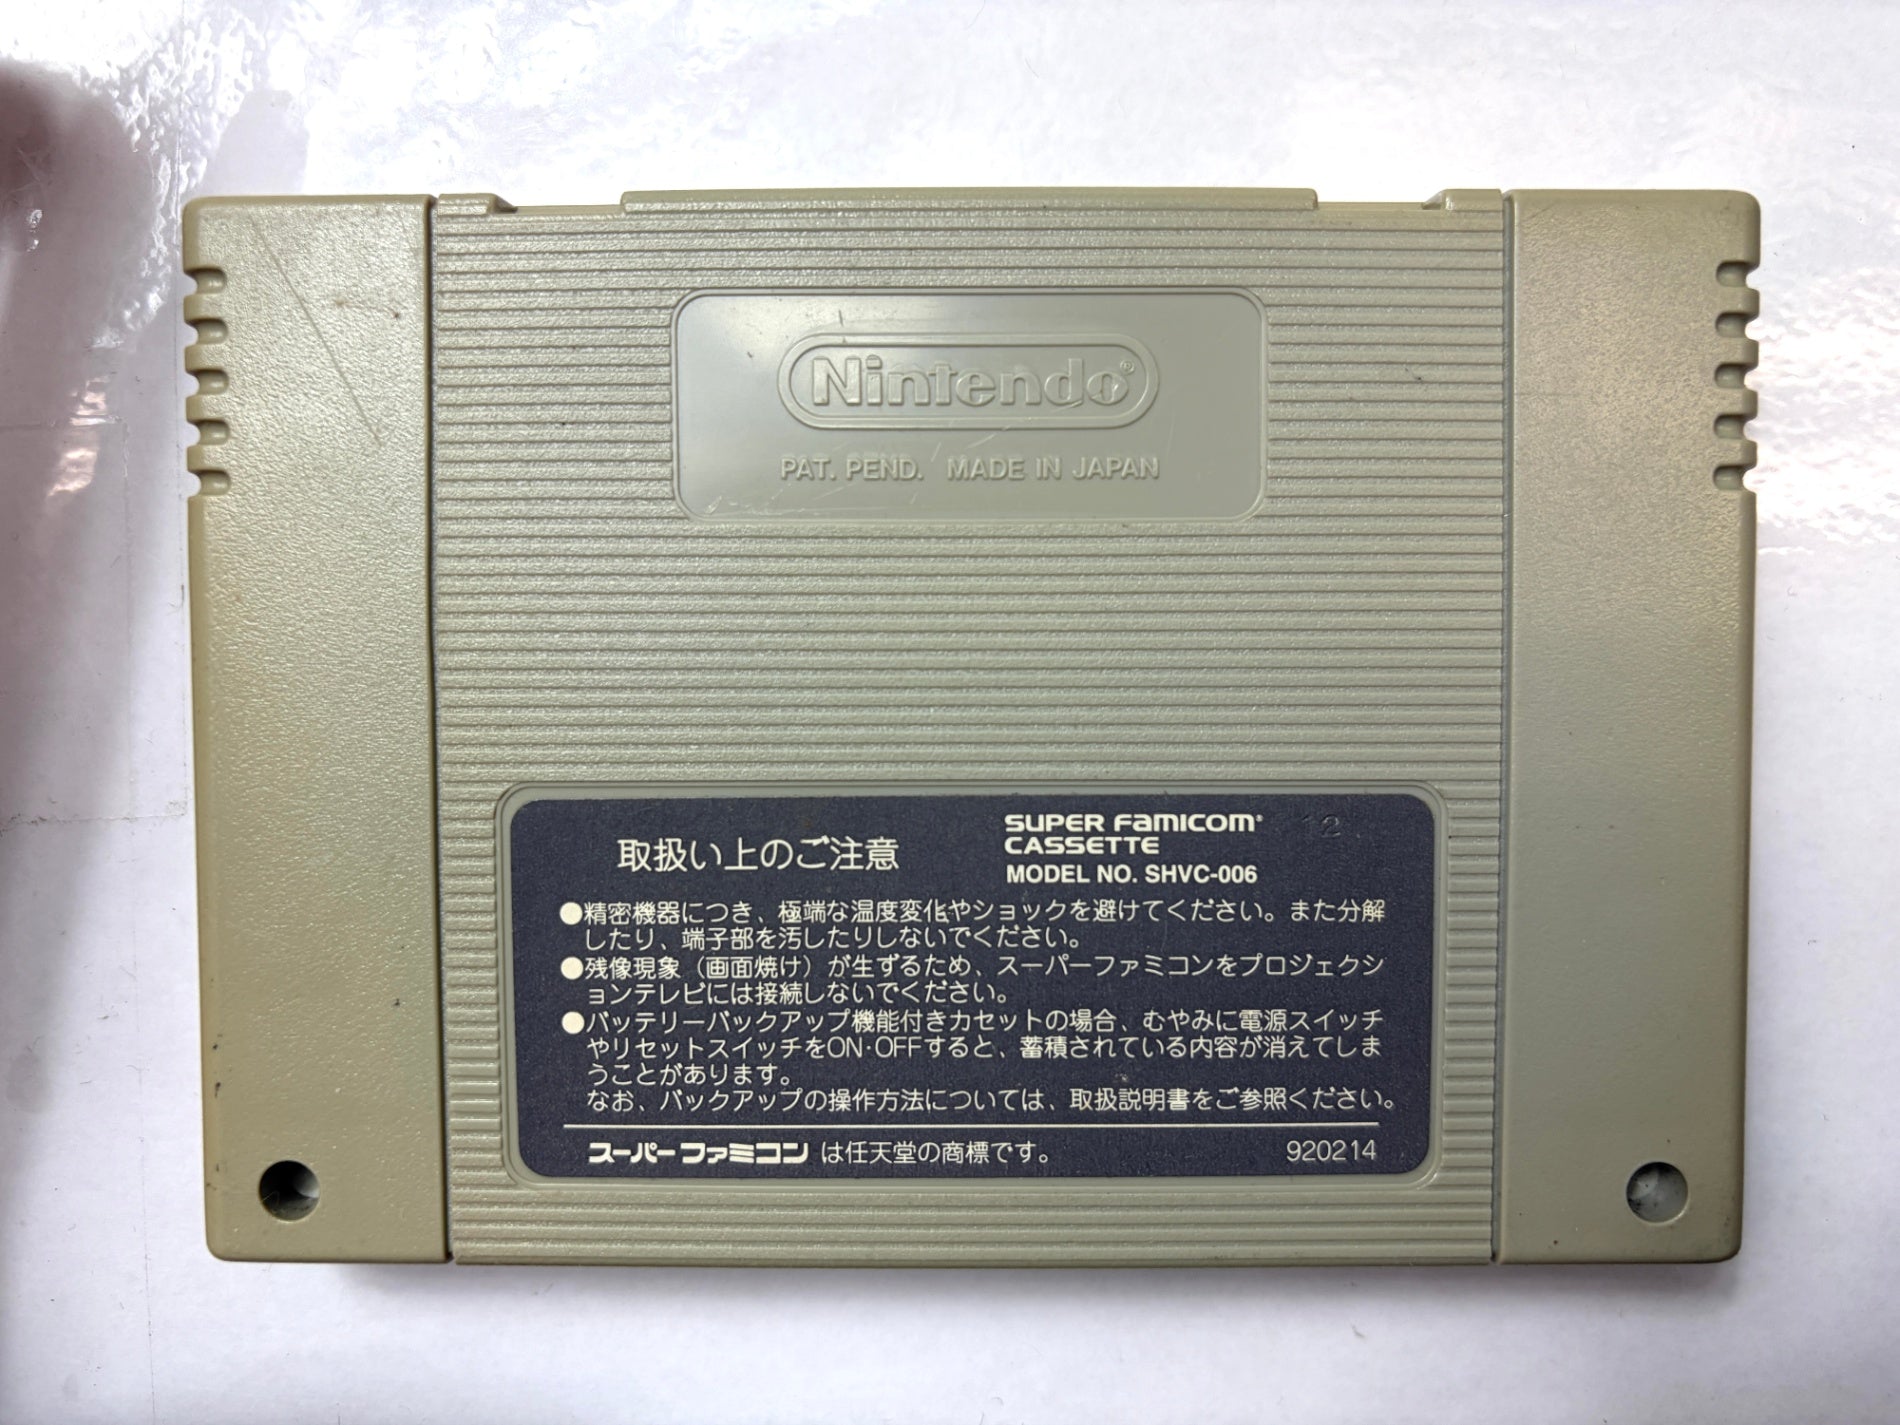 Nintendo®
PAT. PEND. MADE IN JAPAN
取扱い上のご注意
SUPER FAMICOM®
CASSETTE
MODEL NO. SHVC-006
12
●精密機器につき、極端な温度変化やショックを避けてください。また分解
したり、端子部を汚したりしないでください。
●残像現象（画面焼け）が生ずるため、スーパーファミコンをプロジェクシ
ョンテレビには接続しないでください。
●バッテリーバックアップ機能付きカセットの場合、むやみに電源スイッチ
やリセットスイッチをON·OFFすると、蓄積されている内容が消えてしま
うことがあります。
なお、バックアップの操作方法については、取扱説明書をご参照ください。
スーパーファミコンは任天堂の商標です。
920214